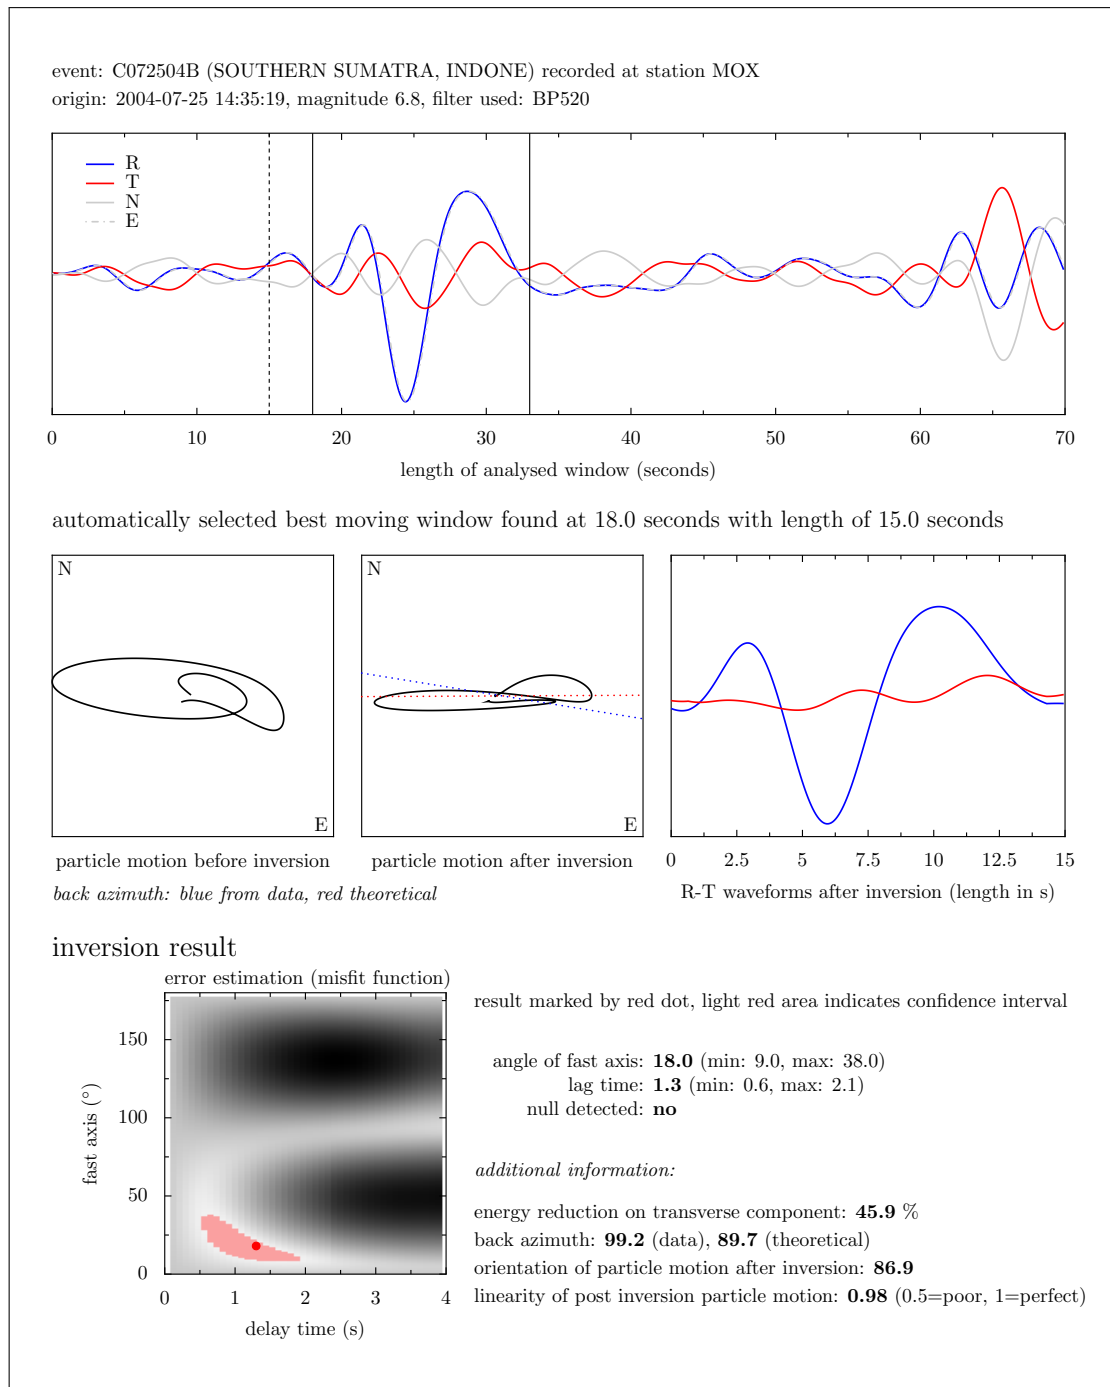 event: C072504B (SOUTHERN SUMATRA, INDONE) recorded at station MOX
origin: 2004-07-25 14:35:19, magnitude 6.8, filter used: BP520
R
T
N
E
0 10 20 30 40 50 60 70
length of analysed window (seconds)
automatically selected best moving window found at 18.0 seconds with length of 15.0 seconds
N
E
N
E
0 2.5 5 7.5 10 12.5 15
particle motion before inversion
particle motion after inversion
R-T waveforms after inversion (length in s)
back azimuth: blue from data, red theoretical
inversion result
error estimation (misfit function)
150
100
50
0
fast axis (°)
0 1 2 3 4
delay time (s)
result marked by red dot, light red area indicates confidence interval
angle of fast axis: 18.0 (min: 9.0, max: 38.0)
lag time: 1.3 (min: 0.6, max: 2.1)
null detected: no
additional information:
energy reduction on transverse component: 45.9 %
back azimuth: 99.2 (data), 89.7 (theoretical)
orientation of particle motion after inversion: 86.9
linearity of post inversion particle motion: 0.98 (0.5=poor, 1=perfect)